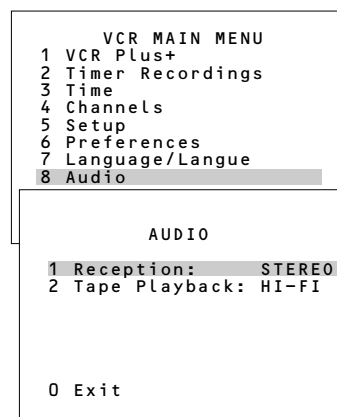 VCR MAIN MENU
1 VCR Plus+
2 Timer Recordings
3 Time
4 Channels
5 Setup
6 Preferences
7 Language/Langue
8 Audio
AUDIO
1 Reception: STEREO
2 Tape Playback: HI-FI
0 Exit